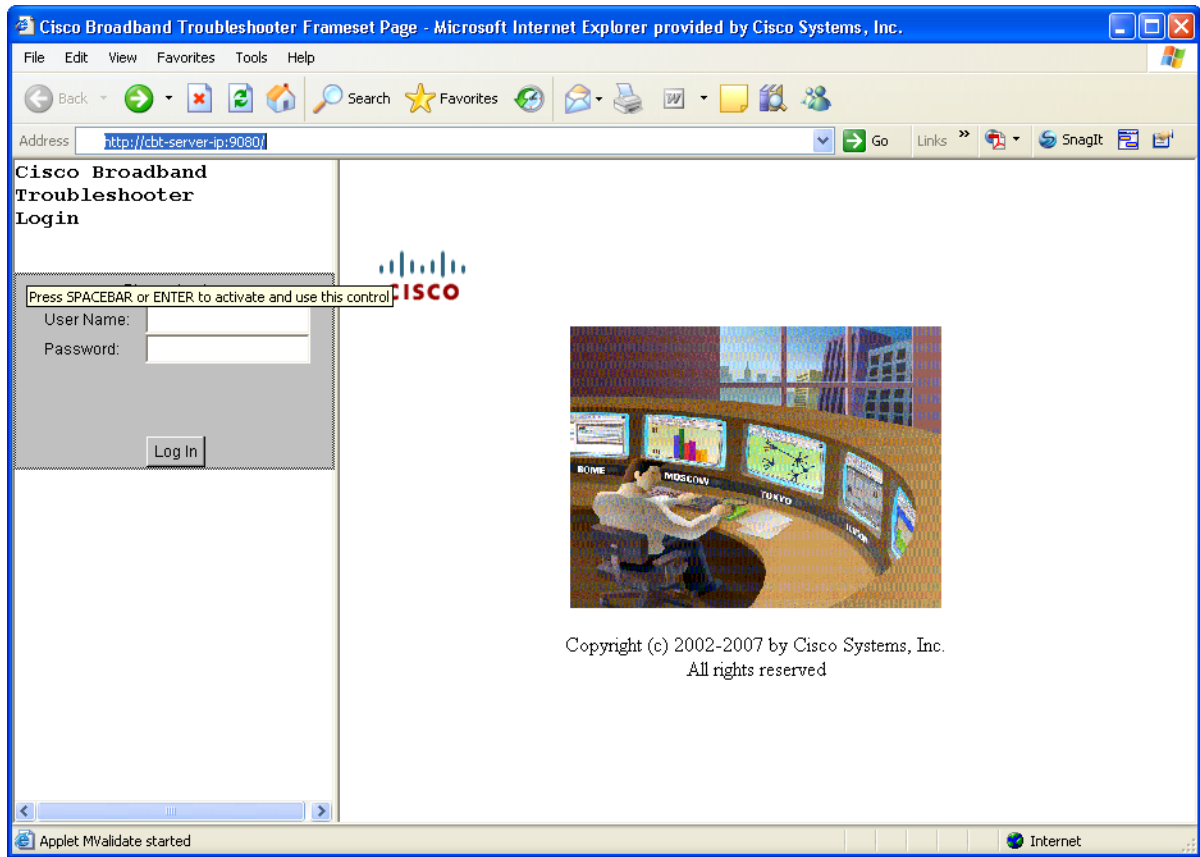 Cisco Broadband Troubleshooter Frameset Page - Microsoft Internet Explorer provided by Cisco Systems, Inc.
File Edit View Favorites Tools Help
Back Search Favorites
Address http://cbt-server-ip:9080/ Go Links » SnagIt
Cisco Broadband
Troubleshooter
Login
Press SPACEBAR or ENTER to activate and use this control
User Name:
Password:
Log In
CISCO
MOSCOW
TOKYO
Copyright (c) 2002-2007 by Cisco Systems, Inc.
All rights reserved
Applet MValidate started Internet